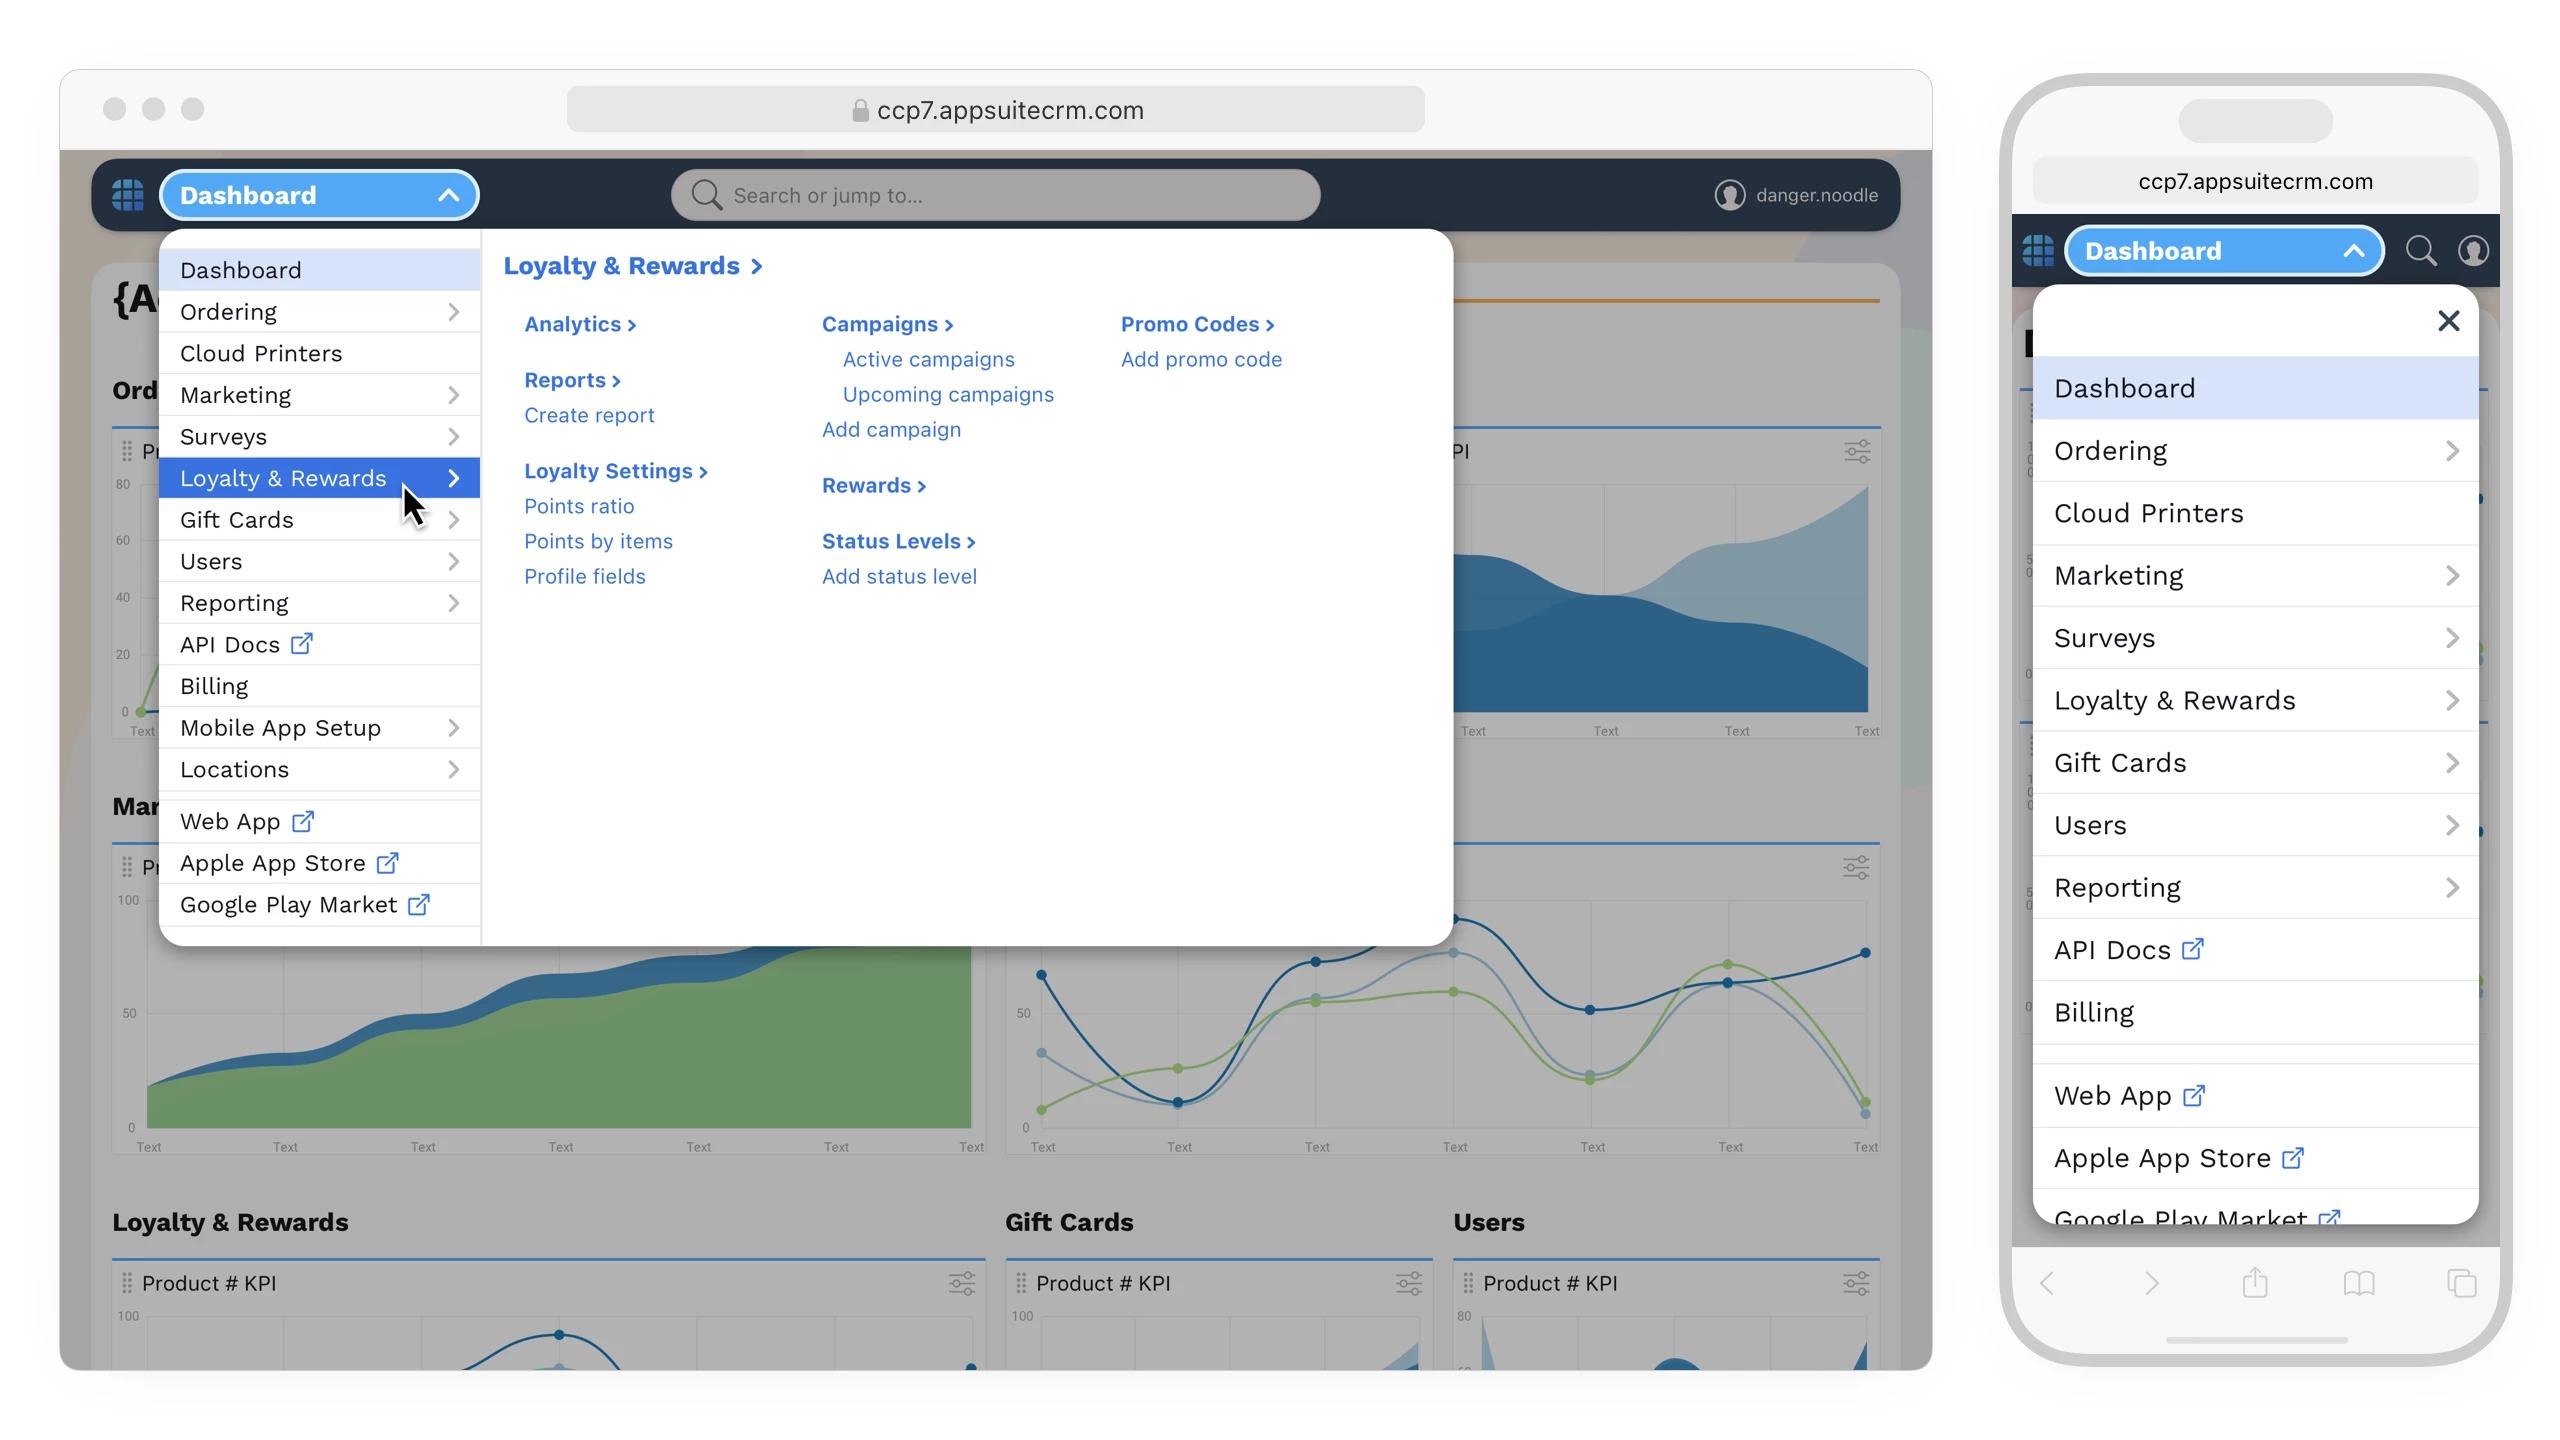 ccp7.appsuitecrm.com
Dashboard
Search or jump to...
danger.noodle
Dashboard
Ordering
Cloud Printers
Marketing
Surveys
Loyalty & Rewards
Gift Cards
Users
Reporting
API Docs
Billing
Mobile App Setup
Locations
Web App
Apple App Store
Google Play Market
Loyalty & Rewards >
Analytics >
Reports >
Create report
Loyalty Settings >
Points ratio
Points by items
Profile fields
Campaigns >
Active campaigns
Upcoming campaigns
Add campaign
Rewards >
Status Levels >
Add status level
Promo Codes >
Add promo code
80
60
40
20
0
Text
PI
Text
Text
Text
Text
100
50
0
Text
Text
Text
Text
Text
Text
Text
50
0
Text
Text
Text
Text
Text
Text
Text
Loyalty & Rewards
Product # KPI
100
Gift Cards
Product # KPI
100
Users
Product # KPI
80
ccp7.appsuitecrm.com
Dashboard
Dashboard
Ordering
Cloud Printers
Marketing
Surveys
Loyalty & Rewards
Gift Cards
Users
Reporting
API Docs
Billing
Web App
Apple App Store
Google Play Market